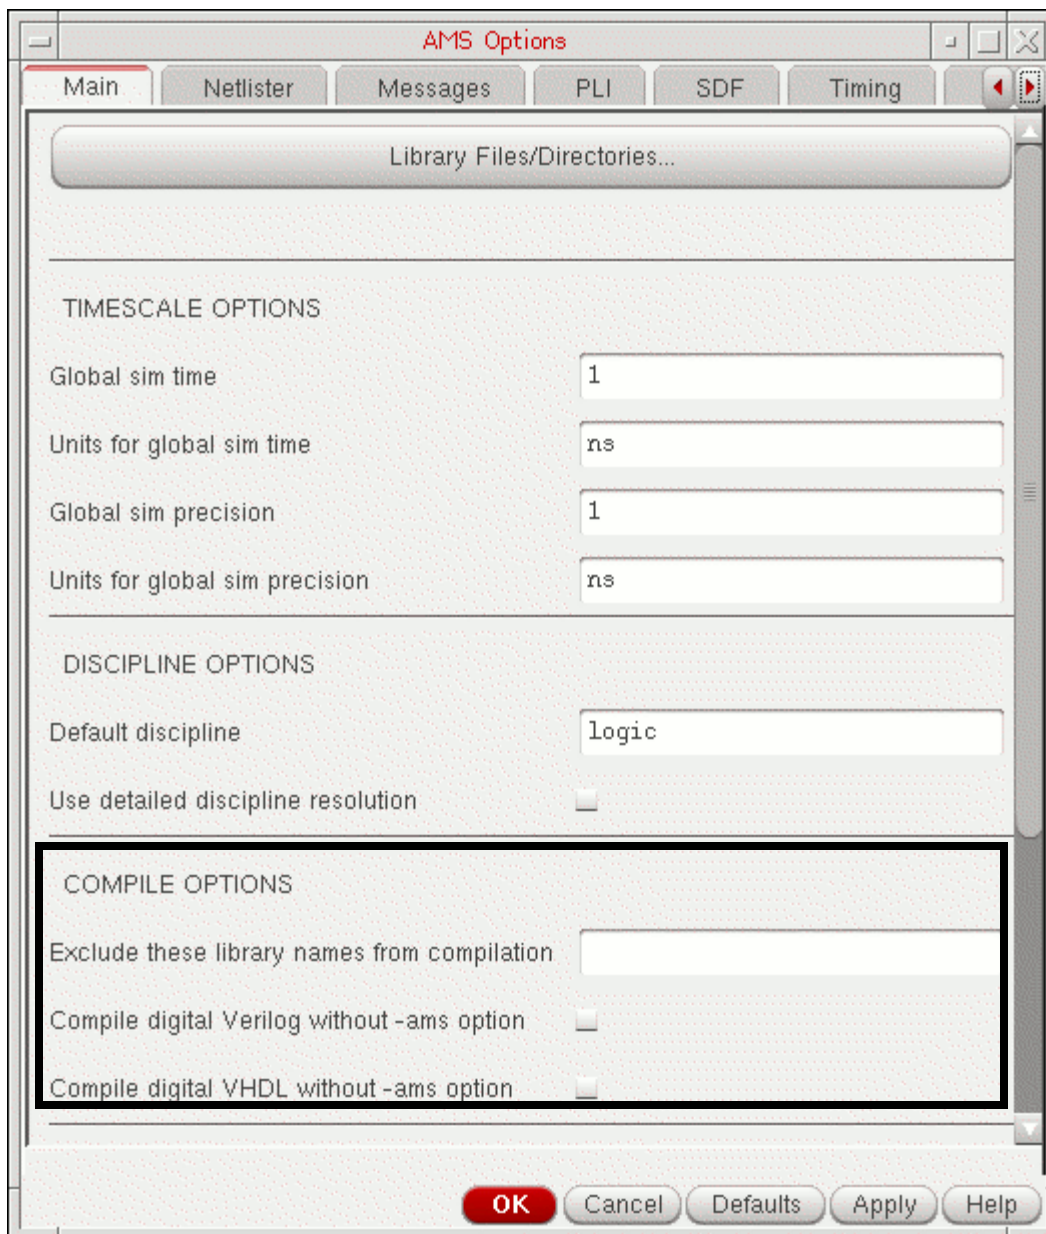 AMS Options
Main Netlister Messages PLI SDF Timing
Library Files/Directories...
TIMESCALE OPTIONS
Global sim time 1
Units for global sim time ns
Global sim precision 1
Units for global sim precision ns
DISCIPLINE OPTIONS
Default discipline logic
Use detailed discipline resolution
COMPILE OPTIONS
Exclude these library names from compilation
Compile digital Verilog without -ams option
Compile digital VHDL without -ams option
OK Cancel Defaults Apply Help